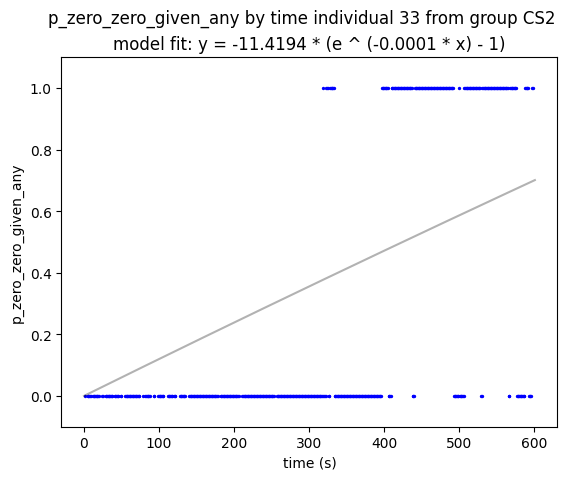 p_zero_zero_given_any by time individual 33 from group CS2
model fit: y = -11.4194 * (e ^ (-0.0001 * x) - 1)
1.0
0.8
0.6
0.4
0.2
0.0
p_zero_zero_given_any
0 100 200 300 400 500 600
time (s)